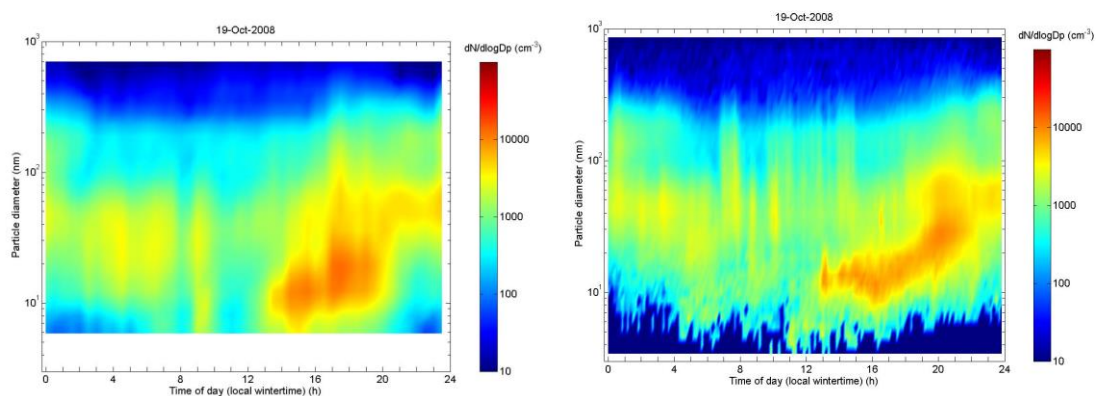 19-Oct-2008
dN/dlogDp (cm-3)
10³
10²
10¹
Particle diameter (nm)
0 4 8 12 16 20 24
Time of day (local wintertime) (h)
10000
1000
100
10
19-Oct-2008
dN/dlogDp (cm-3)
10³
10²
10¹
Particle diameter (nm)
0 4 8 12 16 20 24
Time of day (local wintertime) (h)
10000
1000
100
10